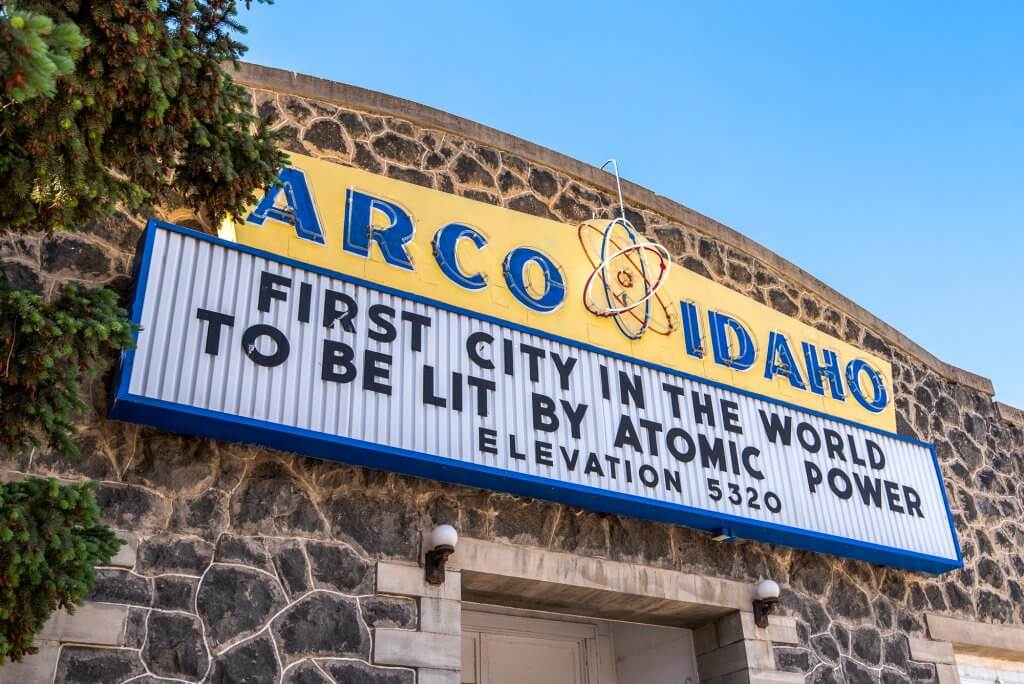 ARCO IDAHO
FIRST CITY IN THE WORLD
TO BE LIT BY ATOMIC POWER
ELEVATION 5320